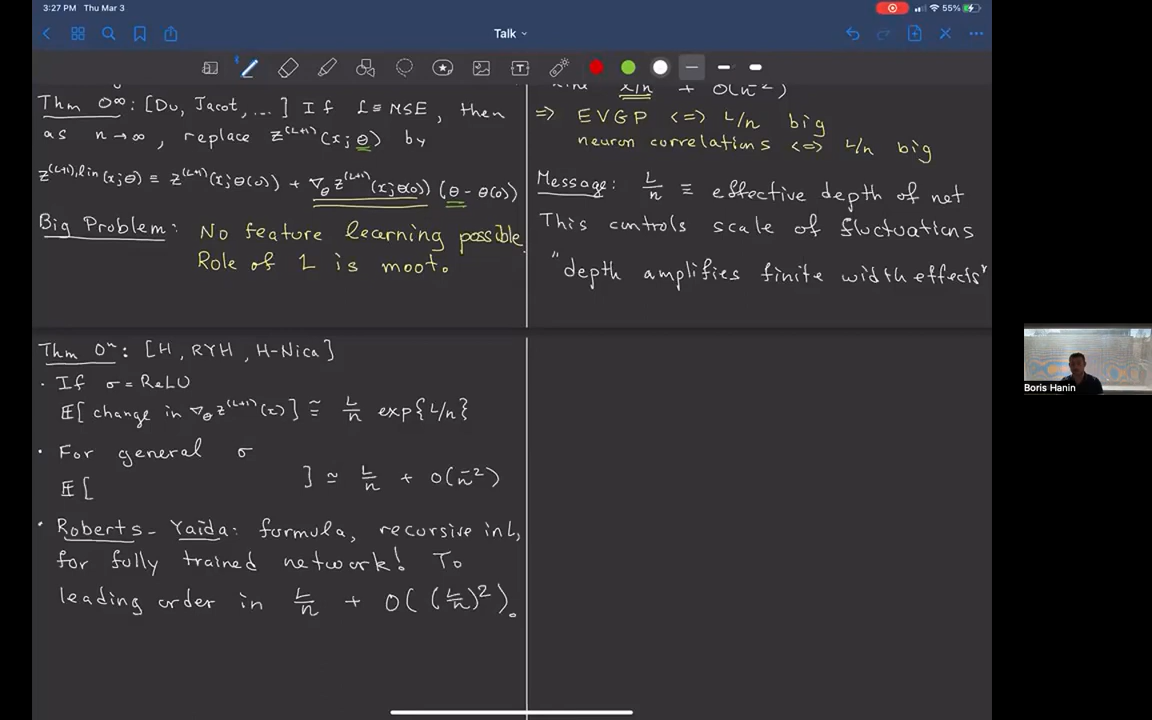 3:27 PM Thu Mar 3
55%
Talk
Thm 0^∞: [Du, Jacot, ...] If L ≡ MSE, then
as n → ∞, replace z^(L+1)(x; θ) by
z^(L+1),lin(x;θ) ≡ z^(L+1)(x;θ(0)) + ∇_θ z^(L+1)(x;θ(0)) (θ - θ(0))
Big Problem: No feature learning possible.
Role of L is moot.
+ O(n^-2)
=> EVGP <=> L/n big
neuron correlations <=> L/n big
Message: L/n ≡ effective depth of net
This controls scale of fluctuations
"depth amplifies finite width effects"
Thm 0^n: [H, RYH, H-Nica]
· If σ = ReLU
E[change in ∇_θ z^(L+1)(x)] ≅ L/n exp{L/n}
· For general σ
E[ ] ≃ L/n + O(n^-2)
· Roberts-Yaida: formula, recursive in L,
for fully trained network! To
leading order in L/n + O((L/n)^2).
Boris Hanin